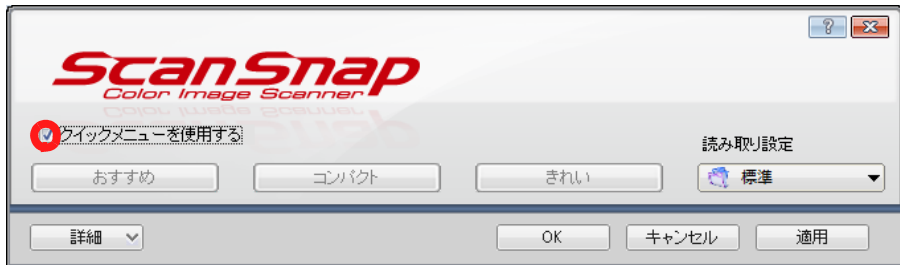 ScanSnap
Color Image Scanner
クイックメニューを使用する
読み取り設定
おすすめ
コンパクト
きれい
標準
詳細
OK
キャンセル
適用